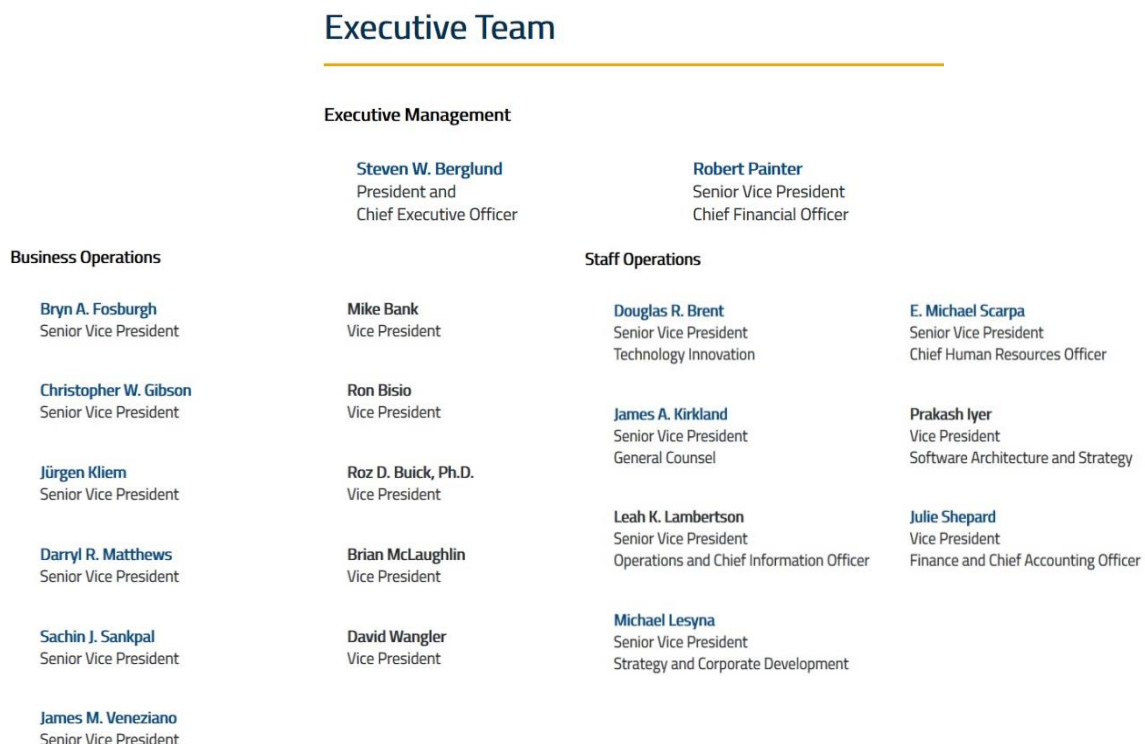 Executive Team
Executive Management
Steven W. Berglund
President and
Chief Executive Officer
Robert Painter
Senior Vice President
Chief Financial Officer
Business Operations
Bryn A. Fosburgh
Senior Vice President
Christopher W. Gibson
Senior Vice President
Jürgen Kliem
Senior Vice President
Darryl R. Matthews
Senior Vice President
Sachin J. Sankpal
Senior Vice President
James M. Veneziano
Senior Vice President
Mike Bank
Vice President
Ron Bisio
Vice President
Roz D. Buick, Ph.D.
Vice President
Brian McLaughlin
Vice President
David Wangler
Vice President
Staff Operations
Douglas R. Brent
Senior Vice President
Technology Innovation
James A. Kirkland
Senior Vice President
General Counsel
Leah K. Lambertson
Senior Vice President
Operations and Chief Information Officer
Michael Lesyna
Senior Vice President
Strategy and Corporate Development
E. Michael Scarpa
Senior Vice President
Chief Human Resources Officer
Prakash Iyer
Vice President
Software Architecture and Strategy
Julie Shepard
Vice President
Finance and Chief Accounting Officer